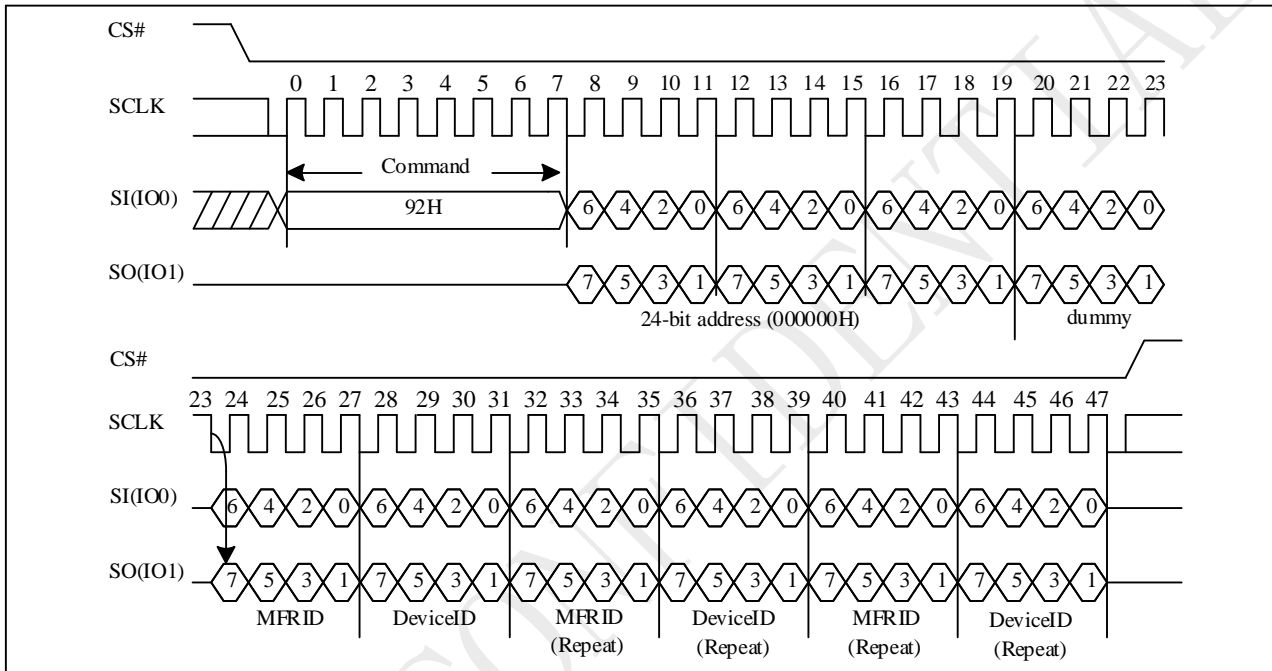 CS#
0 1 2 3 4 5 6 7 8 9 10 11 12 13 14 15 16 17 18 19 20 21 22 23
SCLK
Command
SI(IO0)
92H
6 4 2 0 6 4 2 0 6 4 2 0 6 4 2 0
SO(IO1)
7 5 3 1 7 5 3 1 7 5 3 1 7 5 3 1
24-bit address (000000H)
dummy
CS#
23 24 25 26 27 28 29 30 31 32 33 34 35 36 37 38 39 40 41 42 43 44 45 46 47
SCLK
SI(IO0)
6 4 2 0 6 4 2 0 6 4 2 0 6 4 2 0 6 4 2 0 6 4 2 0
SO(IO1)
7 5 3 1 7 5 3 1 7 5 3 1 7 5 3 1 7 5 3 1 7 5 3 1
MFRID DeviceID MFRID DeviceID MFRID DeviceID
(Repeat) (Repeat) (Repeat) (Repeat)
CONFIDENTIAL